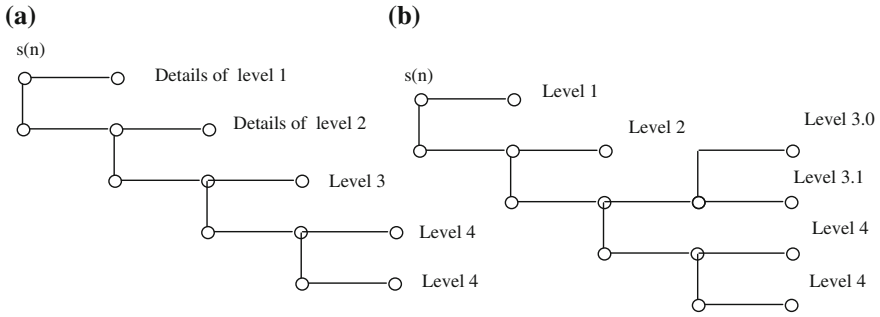 (a)
s(n)
Details of level 1
Details of level 2
Level 3
Level 4
Level 4
(b)
s(n)
Level 1
Level 2
Level 3.0
Level 3.1
Level 4
Level 4